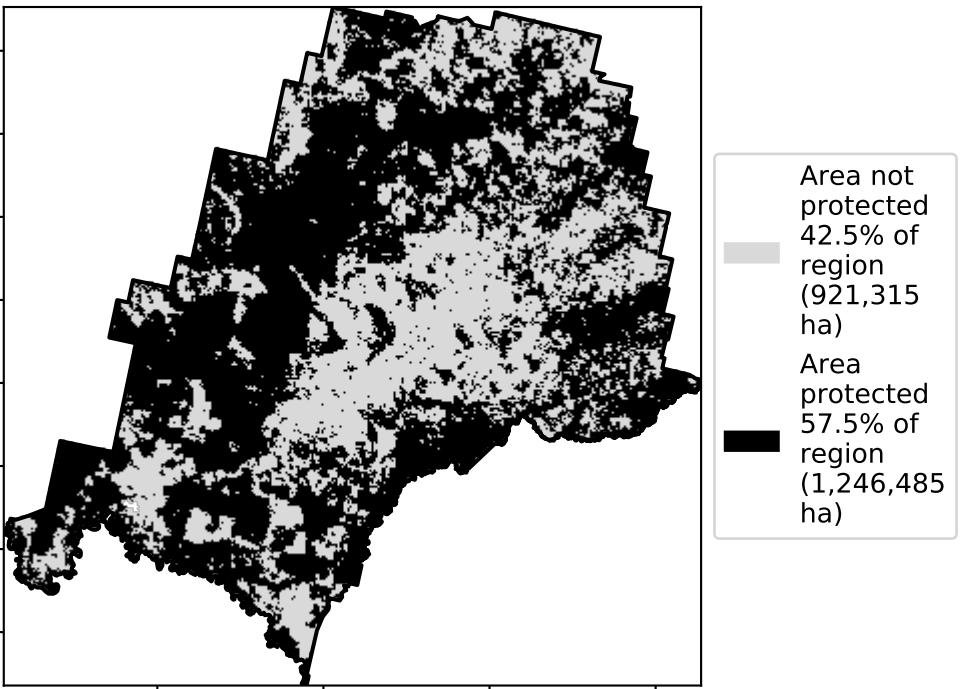 Area not
protected
42.5% of
region
(921,315
ha)
Area
protected
57.5% of
region
(1,246,485
ha)